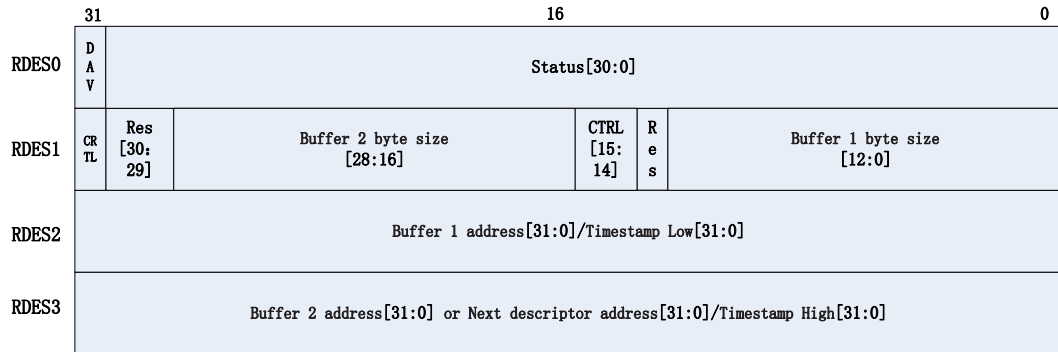 31 16 0
RDES0
D
A
V
Status[30:0]
RDES1
CR
TL
Res
[30:
29]
Buffer 2 byte size
[28:16]
CTRL
[15:
14]
R
e
s
Buffer 1 byte size
[12:0]
RDES2
Buffer 1 address[31:0]/Timestamp Low[31:0]
RDES3
Buffer 2 address[31:0] or Next descriptor address[31:0]/Timestamp High[31:0]